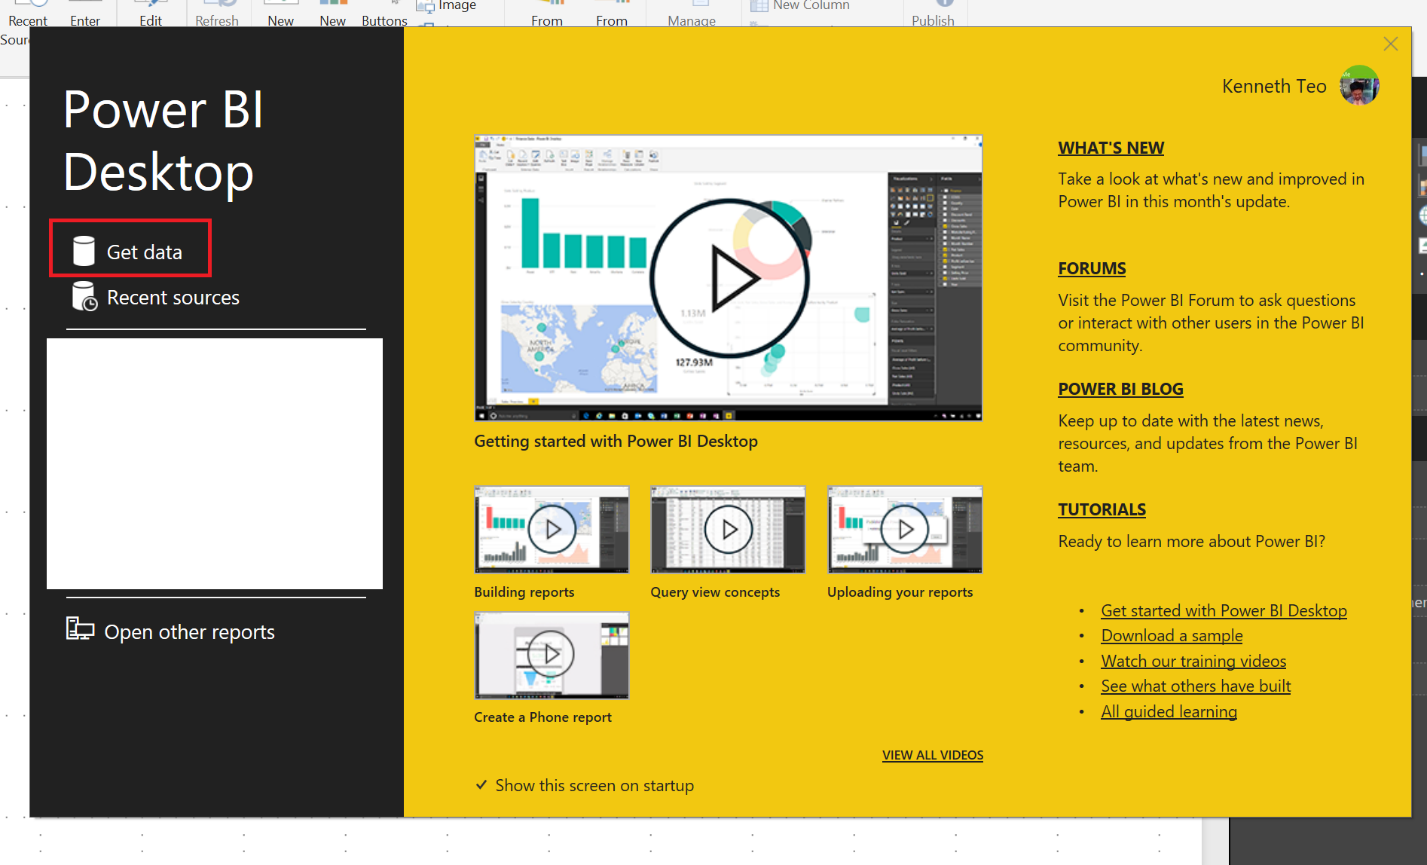 Recent Enter Edit Refresh New New Buttons Image From From Manage New Column Publish
Power BI
Desktop
Get data
Recent sources
Open other reports
Kenneth Teo
NORTH
AMERICA
EUROPE
AFRICA
1.13M
127.93M
Getting started with Power BI Desktop
Building reports
Query view concepts
Uploading your reports
Create a Phone report
VIEW ALL VIDEOS
Show this screen on startup
WHAT'S NEW
Take a look at what's new and improved in
Power BI in this month's update.
FORUMS
Visit the Power BI Forum to ask questions
or interact with other users in the Power BI
community.
POWER BI BLOG
Keep up to date with the latest news,
resources, and updates from the Power BI
team.
TUTORIALS
Ready to learn more about Power BI?
• Get started with Power BI Desktop
• Download a sample
• Watch our training videos
• See what others have built
• All guided learning